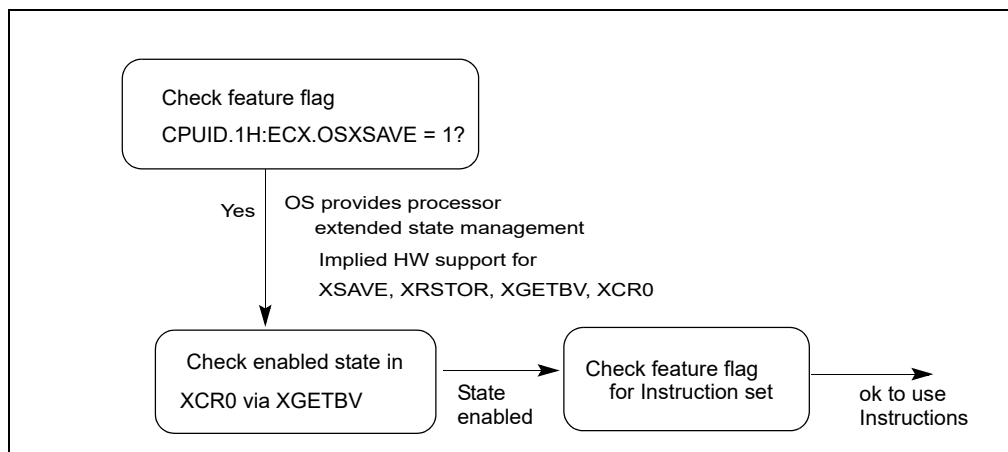 Check feature flag
CPUID.1H:ECX.OSXSAVE = 1?
Yes
OS provides processor
extended state management
Implied HW support for
XSAVE, XRSTOR, XGETBV, XCR0
Check enabled state in
XCR0 via XGETBV
State
enabled
Check feature flag
for Instruction set
ok to use
Instructions